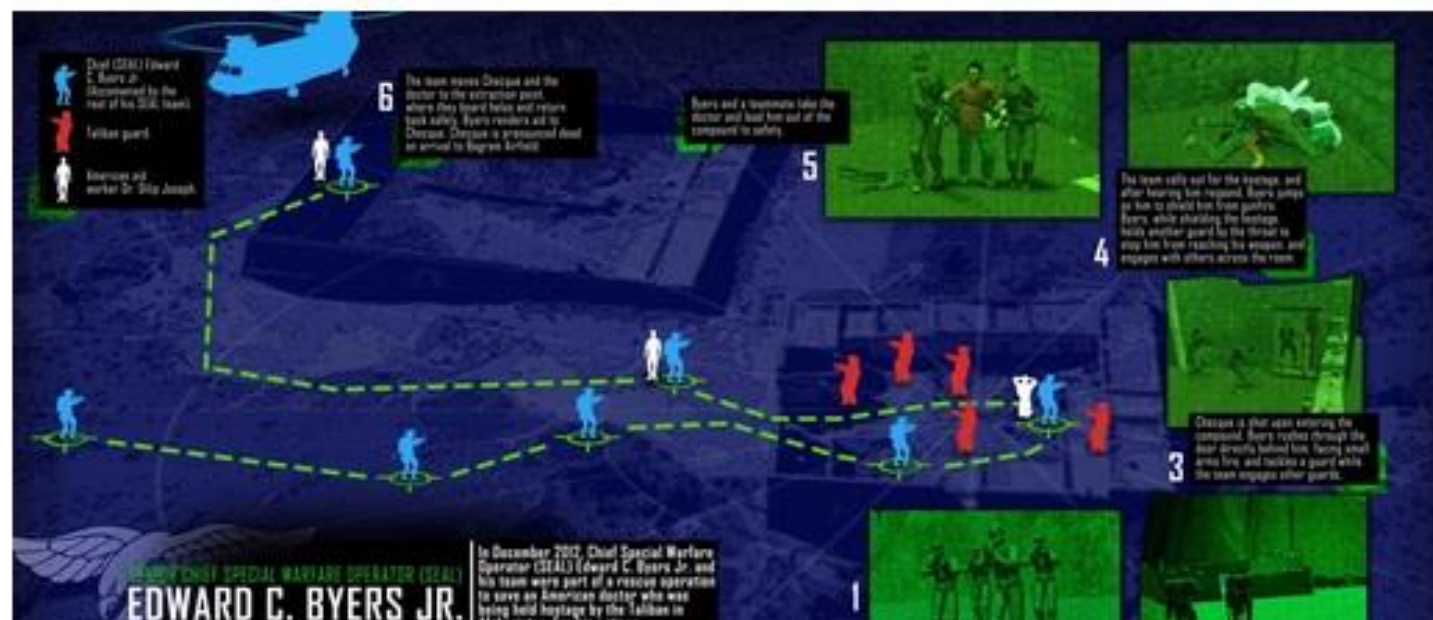 Chief (SEAL) Edward
C. Byers Jr.
(Accompanied by the
rest of his SEAL team)
Taliban guard
American aid
worker Dr. Dilip Joseph
6
The team moves Checque and the
doctor to the extraction point,
where they board helos and return
back safely. Byers renders aid to
Checque. Checque is pronounced dead
on arrival to Bagram Airfield
Byers and a teammate take the
doctor and lead him out of the
compound to safety.
5
The team calls out for the hostage, and
after hearing him respond, Byers jumps
on him to shield him from gunfire.
Byers, while shielding the hostage,
holds another guard by the throat to
stop him from reaching his weapon, and
engages with others across the room.
4
Checque is shot upon entering the
compound. Byers rushes through the
door directly behind him, facing small
arms fire, and tackles a guard while
the team engages other guards.
3
SENIOR CHIEF SPECIAL WARFARE OPERATOR (SEAL)
EDWARD C. BYERS JR.
In December 2012, Chief Special Warfare
Operator (SEAL) Edward C. Byers Jr. and
his team were part of a rescue operation
to save an American doctor who was
being held hostage by the Taliban in
1